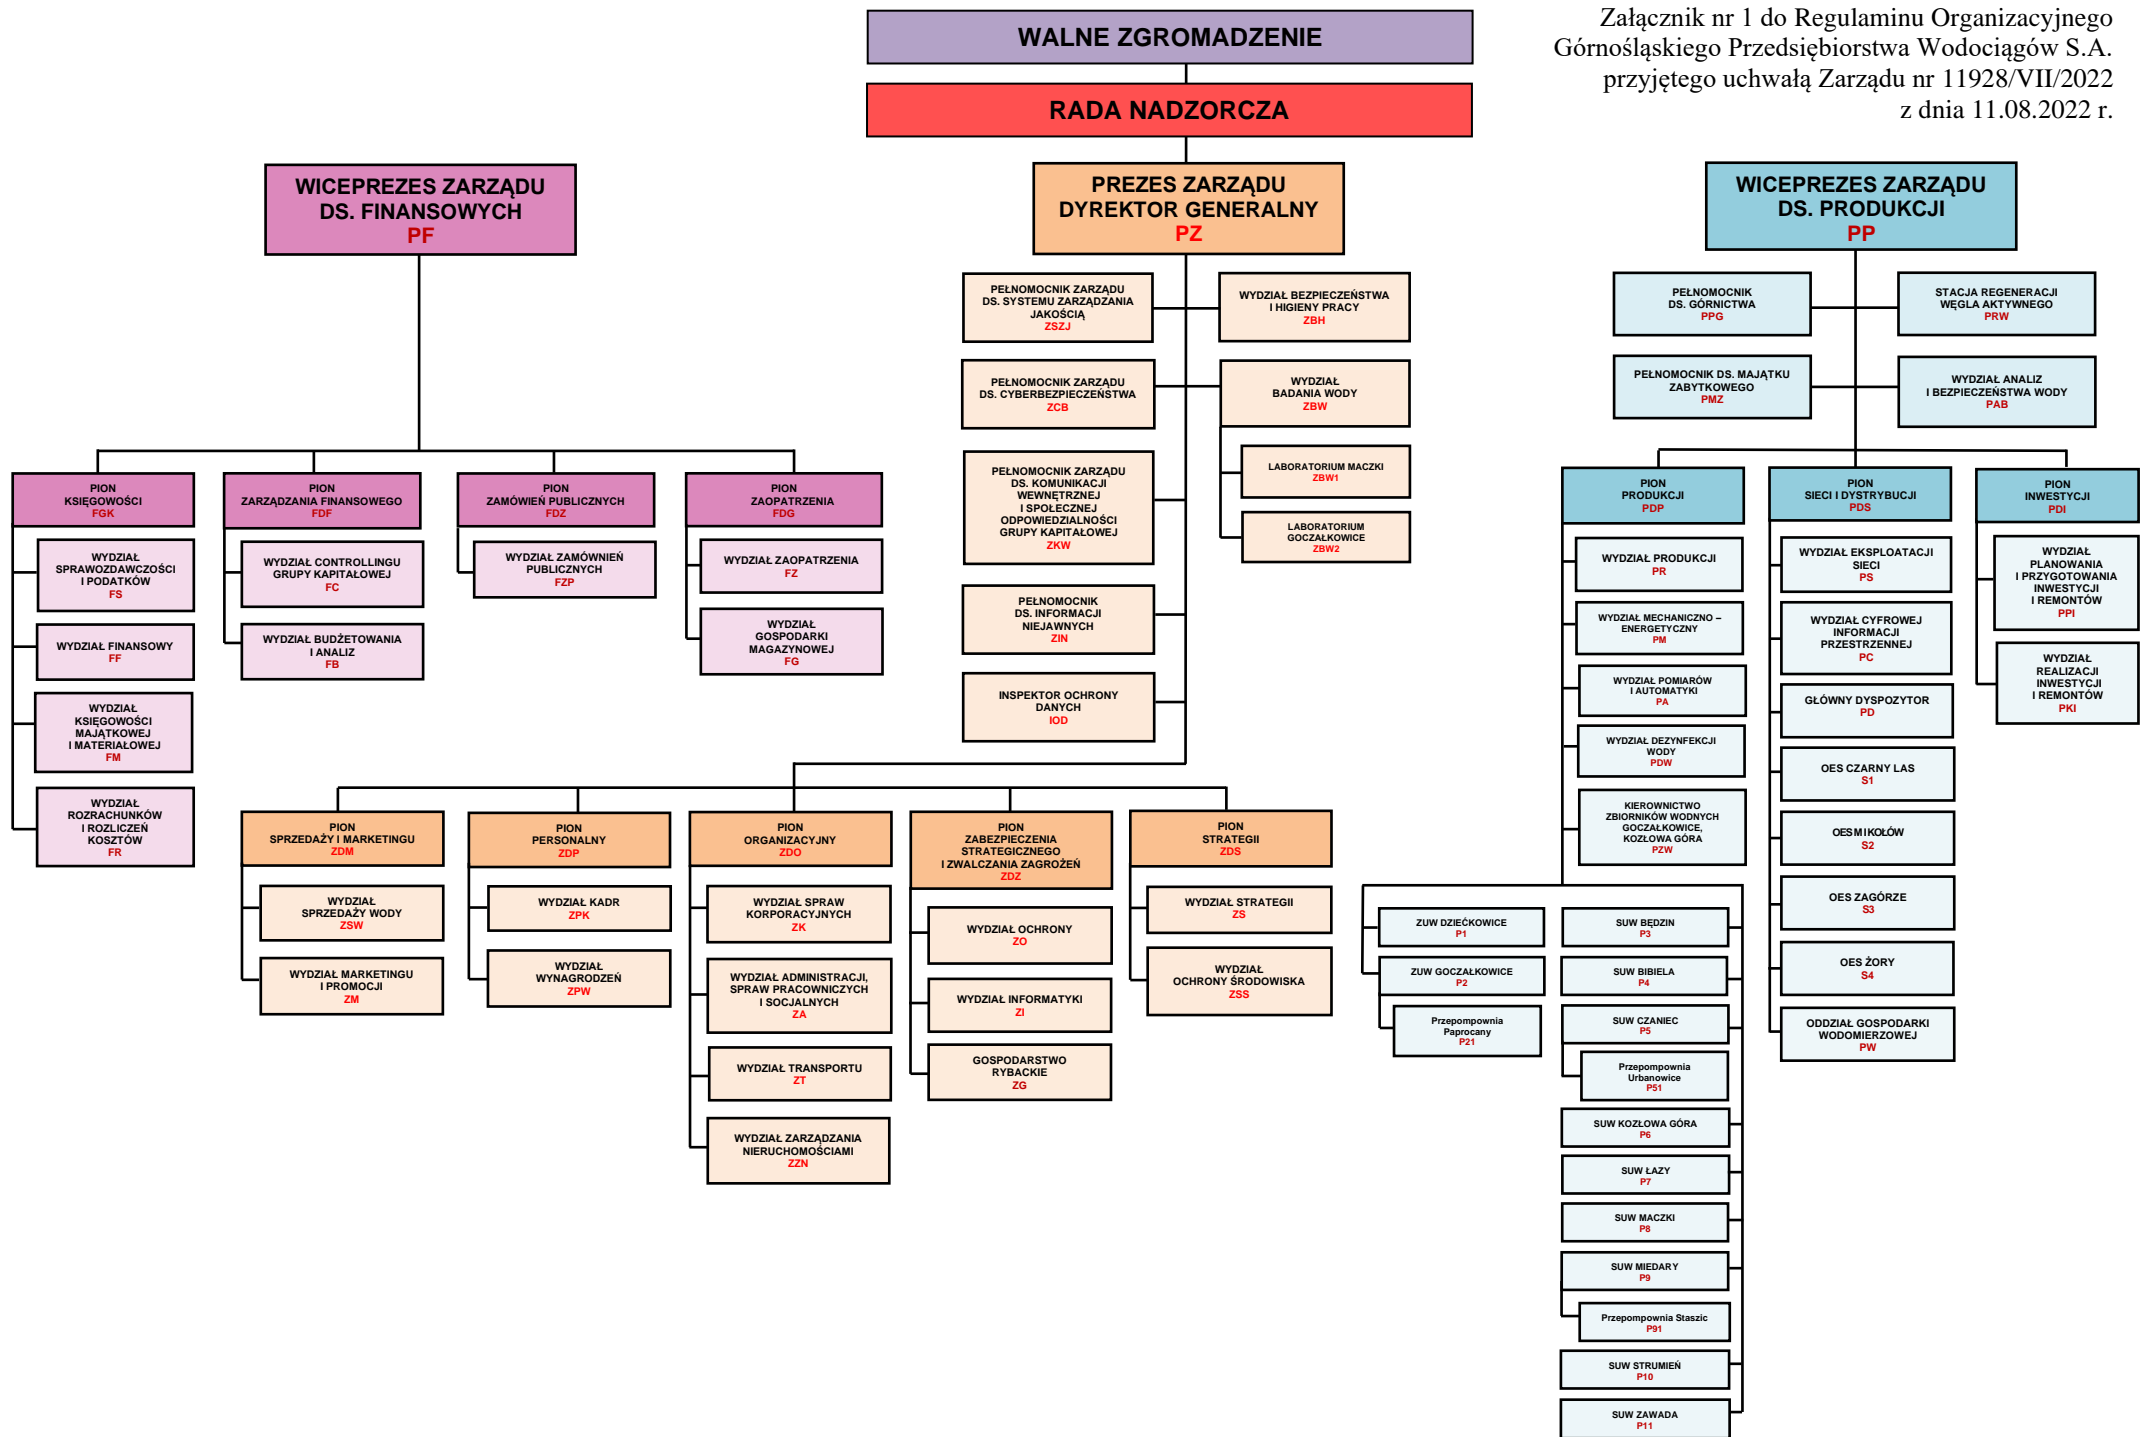 Załącznik nr 1 do Regulaminu Organizacyjnego
Górnośląskiego Przedsiębiorstwa Wodociągów S.A.
przyjętego uchwałą Zarządu nr 11928/VII/2022
z dnia 11.08.2022 r.
WALNE ZGROMADZENIE
RADA NADZORCZA
WICEPREZES ZARZĄDU
DS. FINANSOWYCH
PF
PREZES ZARZĄDU
DYREKTOR GENERALNY
PZ
WICEPREZES ZARZĄDU
DS. PRODUKCJI
PP
PEŁNOMOCNIK ZARZĄDU
DS. SYSTEMU ZARZĄDZANIA
JAKOŚCIĄ
ZSZJ
WYDZIAŁ BEZPIECZEŃSTWA
I HIGIENY PRACY
ZBH
PEŁNOMOCNIK ZARZĄDU
DS. CYBERBEZPIECZEŃSTWA
ZCB
WYDZIAŁ
BADANIA WODY
ZBW
LABORATORIUM MACZKI
ZBW1
LABORATORIUM
GOCZAŁKOWICE
ZBW2
PEŁNOMOCNIK ZARZĄDU
DS. KOMUNIKACJI
WEWNĘTRZNEJ
I SPOŁECZNEJ
ODPOWIEDZIALNOŚCI
GRUPY KAPITAŁOWEJ
ZKW
PEŁNOMOCNIK
DS. INFORMACJI
NIEJAWNYCH
ZIN
INSPEKTOR OCHRONY
DANYCH
IOD
PEŁNOMOCNIK
DS. GÓRNICTWA
PPG
STACJA REGENERACJI
WĘGLA AKTYWNEGO
PRW
PEŁNOMOCNIK DS. MAJĄTKU
ZABYTKOWEGO
PMZ
WYDZIAŁ ANALIZ
I BEZPIECZEŃSTWA WODY
PAB
PION
KSIĘGOWOŚCI
FGK
WYDZIAŁ
SPRAWOZDAWCZOŚCI
I PODATKÓW
FS
WYDZIAŁ FINANSOWY
FF
WYDZIAŁ
KSIĘGOWOŚCI
MAJĄTKOWEJ
I MATERIAŁOWEJ
FM
WYDZIAŁ
ROZRACHUNKÓW
I ROZLICZEŃ
KOSZTÓW
FR
PION
ZARZĄDZANIA FINANSOWEGO
FDF
WYDZIAŁ CONTROLLINGU
GRUPY KAPITAŁOWEJ
FC
WYDZIAŁ BUDŻETOWANIA
I ANALIZ
FB
PION
ZAMÓWIEŃ PUBLICZNYCH
FDZ
WYDZIAŁ ZAMÓWNIEŃ
PUBLICZNYCH
FZP
PION
ZAOPATRZENIA
FDG
WYDZIAŁ ZAOPATRZENIA
FZ
WYDZIAŁ
GOSPODARKI
MAGAZYNOWEJ
FG
PION
SPRZEDAŻY I MARKETINGU
ZDM
WYDZIAŁ
SPRZEDAŻY WODY
ZSW
WYDZIAŁ MARKETINGU
I PROMOCJI
ZM
PION
PERSONALNY
ZDP
WYDZIAŁ KADR
ZPK
WYDZIAŁ
WYNAGRODZEŃ
ZPW
PION
ORGANIZACYJNY
ZDO
WYDZIAŁ SPRAW
KORPORACYJNYCH
ZK
WYDZIAŁ ADMINISTRACJI,
SPRAW PRACOWNICZYCH
I SOCJALNYCH
ZA
WYDZIAŁ TRANSPORTU
ZT
WYDZIAŁ ZARZĄDZANIA
NIERUCHOMOŚCIAMI
ZZN
PION
ZABEZPIECZENIA
STRATEGICZNEGO
I ZWALCZANIA ZAGROŻEŃ
ZDZ
WYDZIAŁ OCHRONY
ZO
WYDZIAŁ INFORMATYKI
ZI
GOSPODARSTWO
RYBACKIE
ZG
PION
STRATEGII
ZDS
WYDZIAŁ STRATEGII
ZS
WYDZIAŁ
OCHRONY ŚRODOWISKA
ZSS
PION
PRODUKCJI
PDP
WYDZIAŁ PRODUKCJI
PR
WYDZIAŁ MECHANICZNO –
ENERGETYCZNY
PM
WYDZIAŁ POMIARÓW
I AUTOMATYKI
PA
WYDZIAŁ DEZYNFEKCJI
WODY
PDW
KIEROWNICTWO
ZBIORNIKÓW WODNYCH
GOCZAŁKOWICE,
KOZŁOWA GÓRA
PZW
ZUW DZIEĆKOWICE
P1
ZUW GOCZAŁKOWICE
P2
Przepompownia
Paprocany
P21
SUW BĘDZIN
P3
SUW BIBIELA
P4
SUW CZANIEC
P5
Przepompownia
Urbanowice
P51
SUW KOZŁOWA GÓRA
P6
SUW ŁAZY
P7
SUW MACZKI
P8
SUW MIEDARY
P9
Przepompownia Staszic
P91
SUW STRUMIEŃ
P10
SUW ZAWADA
P11
PION
SIECI I DYSTRYBUCJI
PDS
WYDZIAŁ EKSPLOATACJI
SIECI
PS
WYDZIAŁ CYFROWEJ
INFORMACJI
PRZESTRZENNEJ
PC
GŁÓWNY DYSPOZYTOR
PD
OES CZARNY LAS
S1
OES MIKOŁÓW
S2
OES ZAGÓRZE
S3
OES ŻORY
S4
ODDZIAŁ GOSPODARKI
WODOMIERZOWEJ
PW
PION
INWESTYCJI
PDI
WYDZIAŁ
PLANOWANIA
I PRZYGOTOWANIA
INWESTYCJI
I REMONTÓW
PPI
WYDZIAŁ
REALIZACJI
INWESTYCJI
I REMONTÓW
PKI